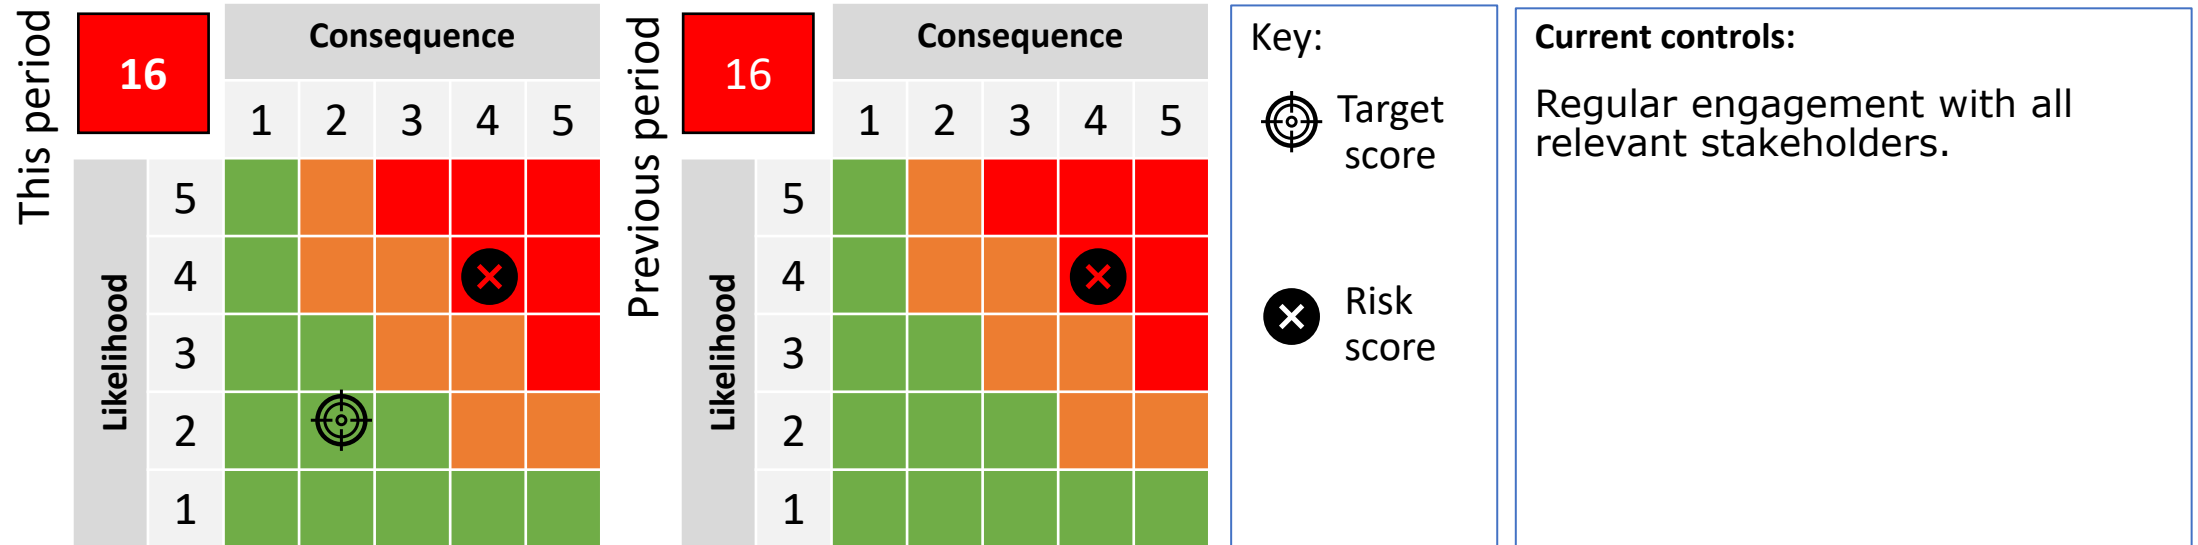 This period
16
Consequence
1 2 3 4 5
Likelihood
5
4
3
2
1
Previous period
16
Consequence
1 2 3 4 5
Likelihood
5
4
3
2
1
Key:
Target
score
Risk
score
Current controls:
Regular engagement with all
relevant stakeholders.